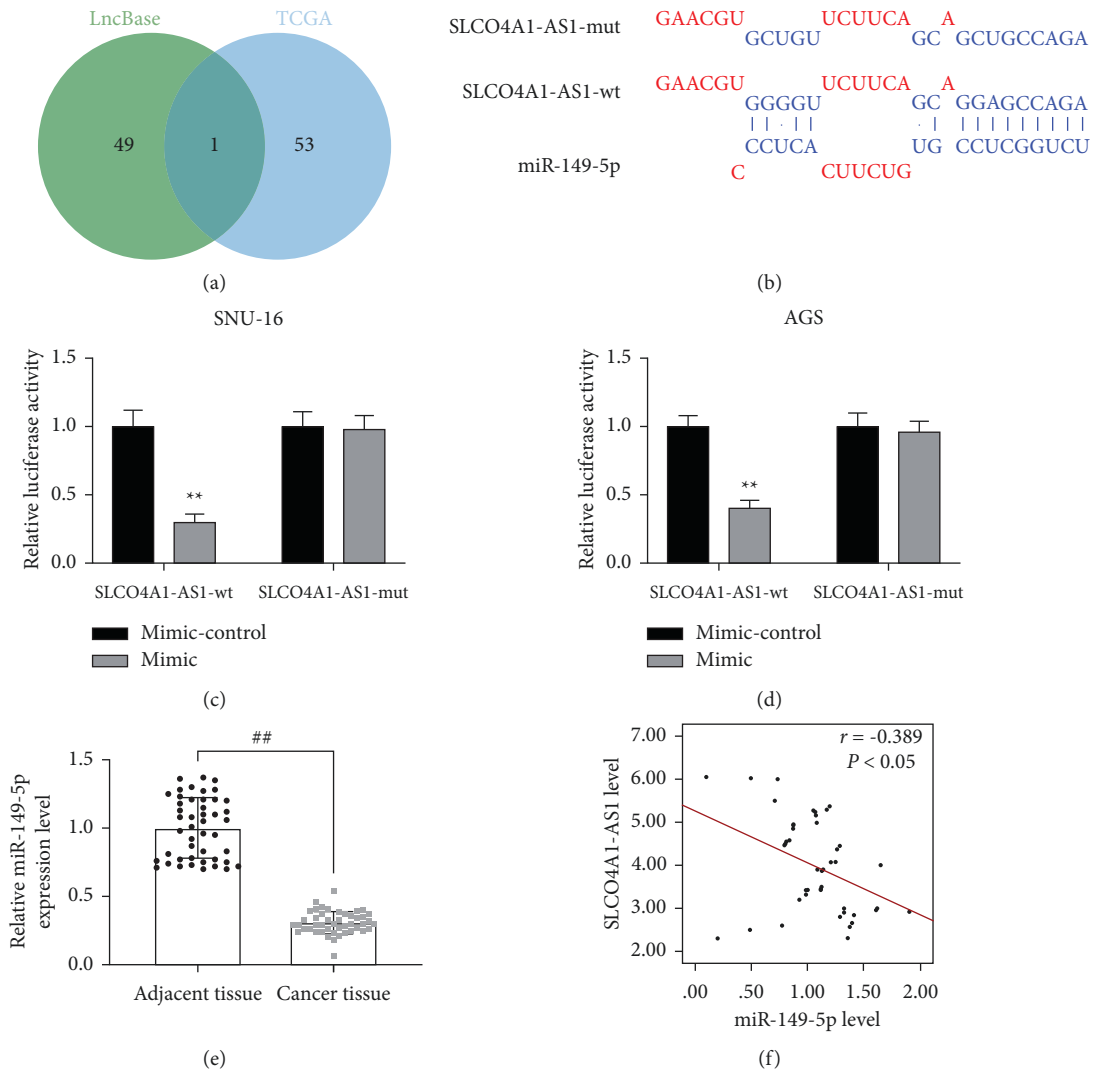 LncBase TCGA
49 1 53
(a)
SLCO4A1-AS1-mut
GAACGU UCUUCA A
GCUGU GC GCUGCCAGA
SLCO4A1-AS1-wt
GAACGU UCUUCA A
GGGGU GC GGAGCCAGA
miR-149-5p
CCUCA UG CCUCGGUCU
C CUUCUG
(b)
SNU-16
Relative luciferase activity
1.5
1.0
0.5
0.0
**
SLCO4A1-AS1-wt SLCO4A1-AS1-mut
Mimic-control
Mimic
(c)
AGS
Relative luciferase activity
1.5
1.0
0.5
0.0
**
SLCO4A1-AS1-wt SLCO4A1-AS1-mut
Mimic-control
Mimic
(d)
Relative miR-149-5p
expression level
1.5
1.0
0.5
0.0
##
Adjacent tissue Cancer tissue
(e)
SLCO4A1-AS1 level
7.00
6.00
5.00
4.00
3.00
2.00
r = -0.389
P < 0.05
.00 .50 1.00 1.50 2.00
miR-149-5p level
(f)